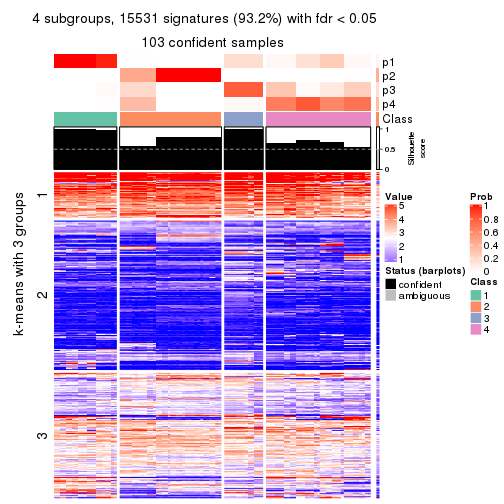 4 subgroups, 15531 signatures (93.2%) with fdr < 0.05
103 confident samples
p1
p2
p3
p4
Class
1
0.5
0
Silhouette
score
k-means with 3 groups
1
2
3
Value
5
4
3
2
1
Status (barplots)
confident
ambiguous
Prob
1
0.8
0.6
0.4
0.2
0
Class
1
2
3
4